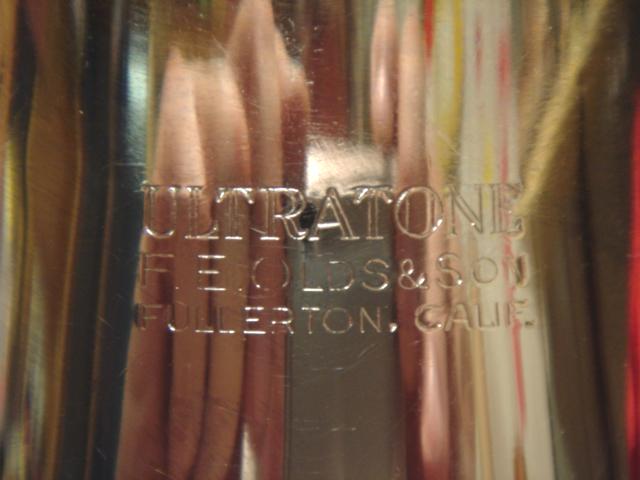 ULTRATONE
F.E.OLDS&SON
FULLERTON, CALIF.